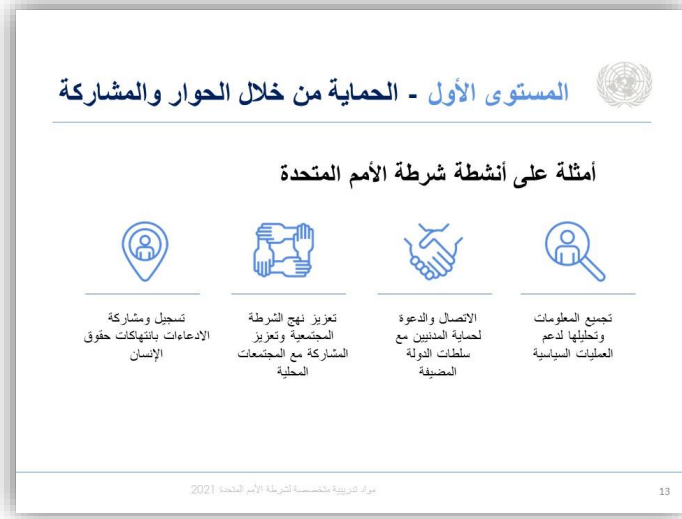 المستوى الأول - الحماية من خلال الحوار والمشاركة
أمثلة على أنشطة شرطة الأمم المتحدة
تجميع المعلومات
وتحليلها لدعم
العمليات السياسية
الاتصال والدعوة
لحماية المدنيين مع
سلطات الدولة
المضيفة
تعزيز نهج الشرطة
المجتمعية وتعزيز
المشاركة مع المجتمعات
المحلية
تسجيل ومشاركة
الادعاءات بانتهاكات حقوق
الإنسان
مواد تدريبية متخصصة لشرطة الأمم المتحدة 2021
13